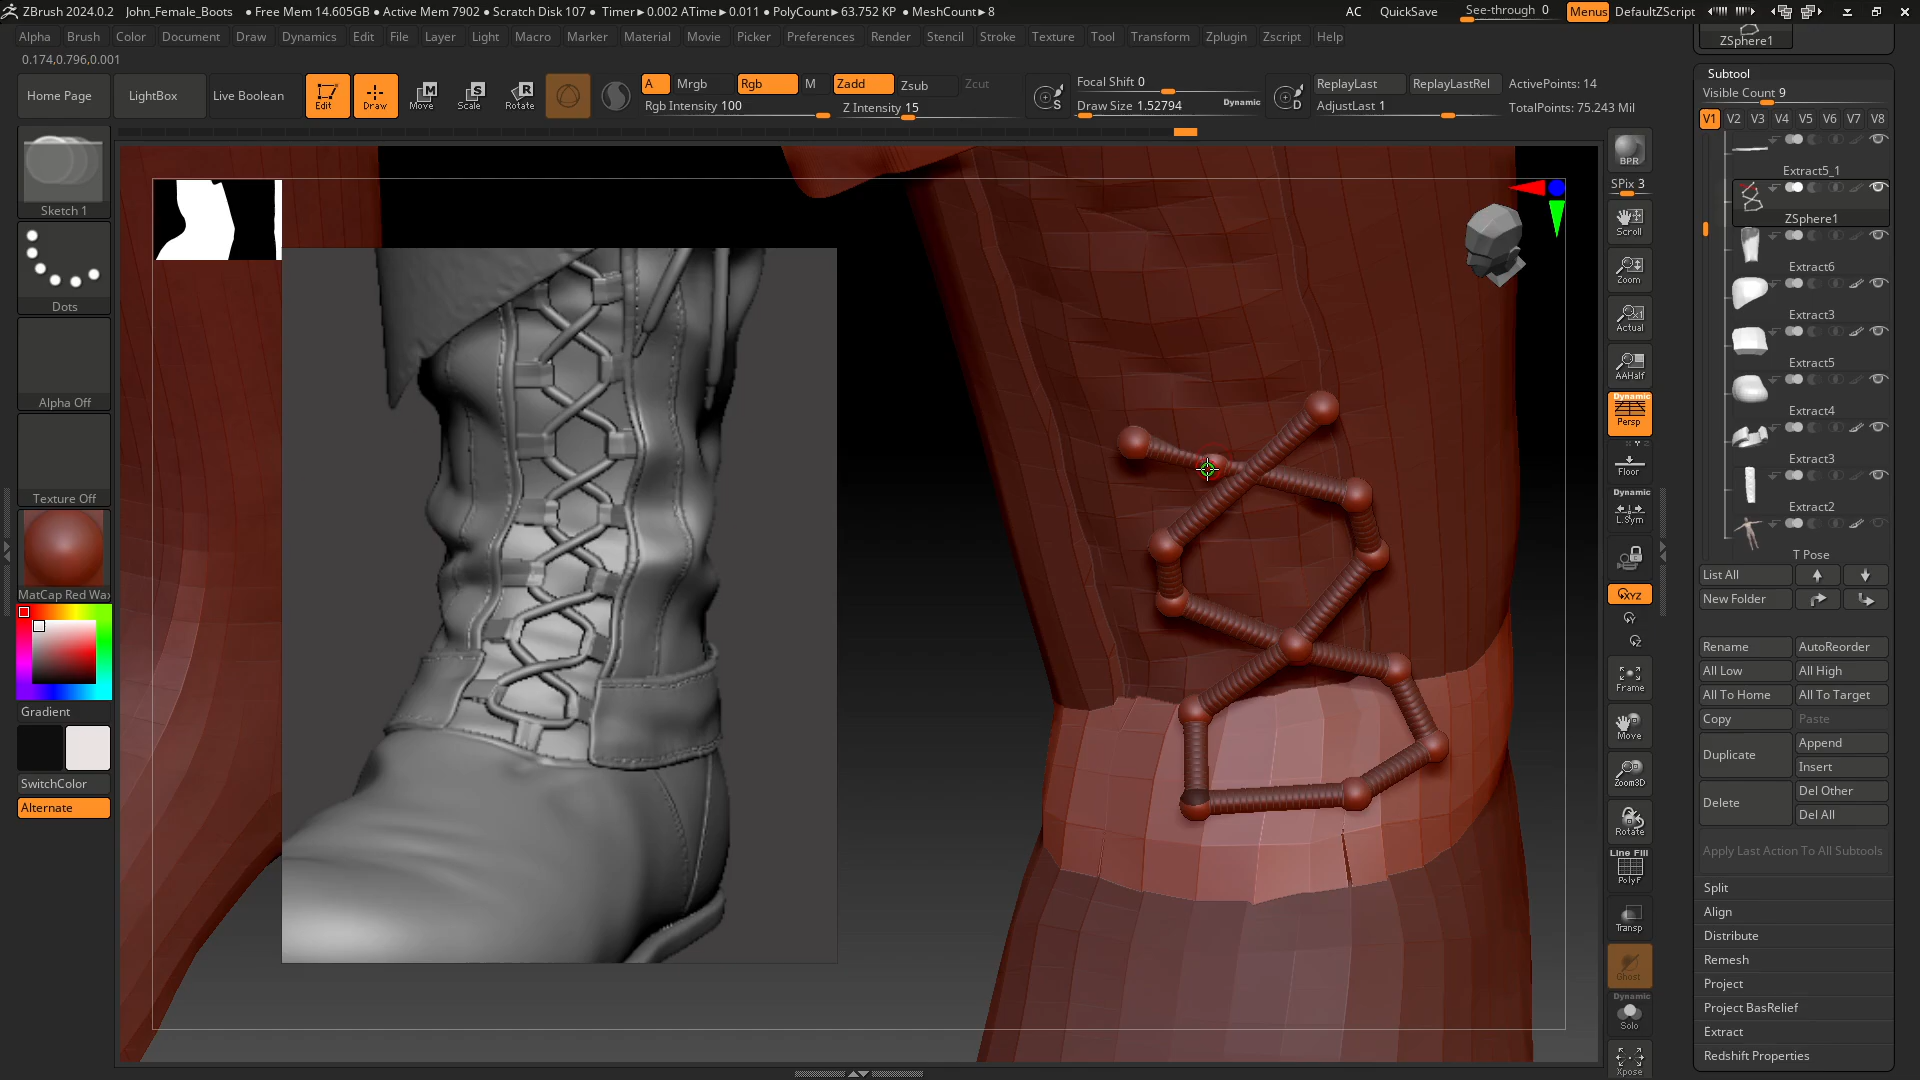 ZBrush 2024.0.2 John_Female_Boots ● Free Mem 14.605GB ● Active Mem 7902 ● Scratch Disk 107 ● Timer▶0.002 ATime▶0.011 ● PolyCount▶63.752 KP ● MeshCount▶8 AC QuickSave See-through 0 Menus DefaultZScript
Alpha Brush Color Document Draw Dynamics Edit File Layer Light Macro Marker Material Movie Picker Preferences Render Stencil Stroke Texture Tool Transform Zplugin Zscript Help
0.174,0.796,0.001
Home Page LightBox Live Boolean Edit Draw Move Scale Rotate
A Mrgb Rgb M Zadd Zsub Zcut
Rgb Intensity 100 Z Intensity 15
Focal Shift 0
Draw Size 1.52794 Dynamic
ReplayLast ReplayLastRel ActivePoints: 14
AdjustLast 1 TotalPoints: 75.243 Mil
Sketch 1
Dots
Alpha Off
Texture Off
MatCap Red Wax
Gradient
SwitchColor
Alternate
BPR
SPix 3
Scroll
Zoom
Actual
AAHalf
Dynamic
Persp
Floor
Dynamic
L.Sym
XYZ
Frame
Move
Zoom3D
Rotate
Line Fill
PolyF
Transp
Ghost
Dynamic
Solo
Xpose
ZSphere1
Subtool
Visible Count 9
V1 V2 V3 V4 V5 V6 V7 V8
Extract5_1
ZSphere1
Extract6
Extract3
Extract5
Extract4
Extract3
Extract2
T Pose
List All
New Folder
Rename AutoReorder
All Low All High
All To Home All To Target
Copy Paste
Duplicate Append
Insert
Delete Del Other
Del All
Apply Last Action To All Subtools
Split
Align
Distribute
Remesh
Project
Project BasRelief
Extract
Redshift Properties